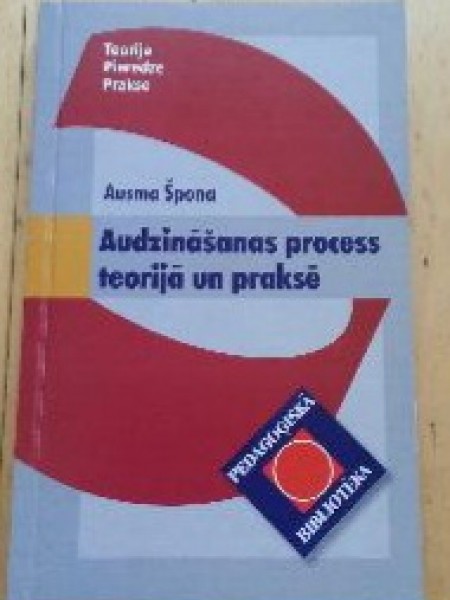 Teorija
Pieredze
Prakse
Ausma Špona
Audzināšanas process
teorijā un praksē
PEDAGOĢISKĀ
BIBLIOTĒKA